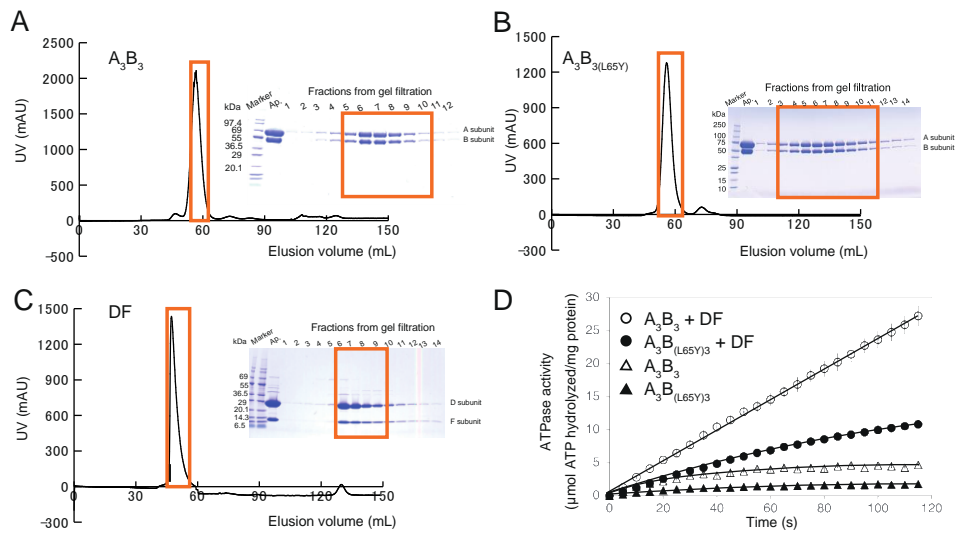 A
A3B3
UV (mAU)
2500
2000
1500
1000
500
0
−500
0 30 60 90 120 150
Elusion volume (mL)
Fractions from gel filtration
kDa Marker Ap. 1 2 3 4 5 6 7 8 9 10 11 12
97.4
69
55
36.5
29
20.1
A subunit
B subunit
B
A3B3(L65Y)
UV (mAU)
1500
1200
900
600
300
0
−300
0 30 60 90 120 150
Elusion volume (mL)
Fractions from gel filtration
Marker Ap. 1 2 3 4 5 6 7 8 9 10 11 12 13 14
kDa
250
100
75
50
25
15
10
A subunit
B subunit
C
DF
UV (mAU)
1500
1200
900
600
300
0
−300
0 30 60 90 120 150
Elusion volume (mL)
Fractions from gel filtration
kDa Marker Ap. 1 2 3 4 5 6 7 8 9 10 11 12 13 14
69
55
36.5
29
20.1
14.3
6.5
D subunit
F subunit
D
ATPase activity
(μmol ATP hydrolyzed/mg protein)
30
25
20
15
10
5
0
A3B3 + DF
A3B(L65Y)3 + DF
A3B3
A3B(L65Y)3
0 20 40 60 80 100 120
Time (s)